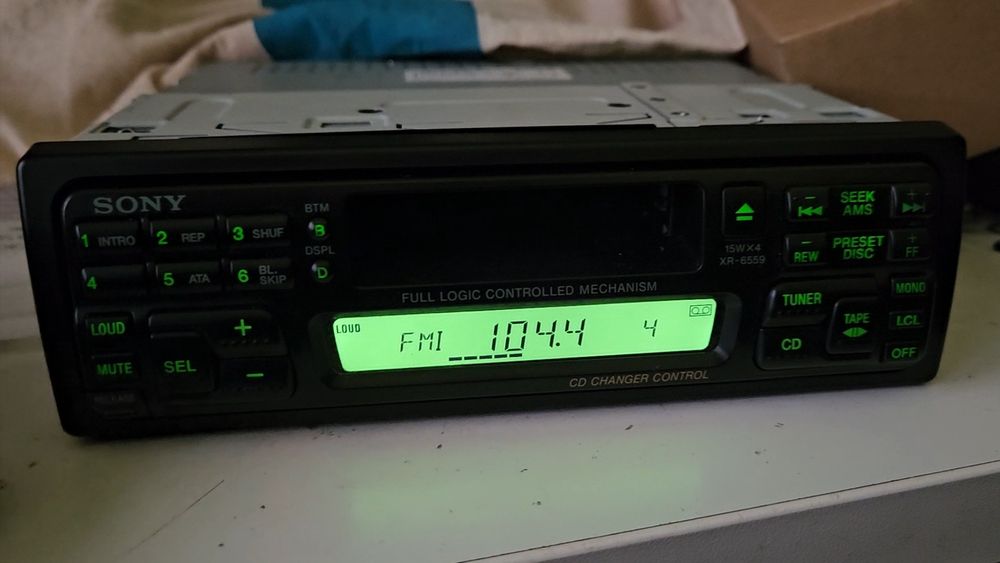 SONY
1 INTRO 2 REP 3 SHUF
4 5 ATA 6 BL. SKIP
BTM
B
DSPL
D
LOUD
MUTE
SEL
+
−
RELEASE
FULL LOGIC CONTROLLED MECHANISM
LOUD
FM1 104.4 4
CD CHANGER CONTROL
15W×4
XR-6559
− SEEK +
AMS
− PRESET +
REW DISC FF
TUNER
CD
TAPE
MONO
LCL
OFF